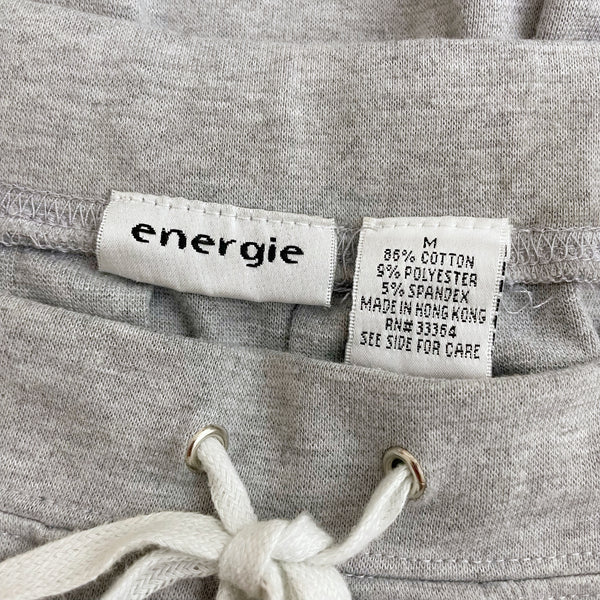 energie
M
86% COTTON
9% POLYESTER
5% SPANDEX
MADE IN HONG KONG
RN# 33364
SEE SIDE FOR CARE